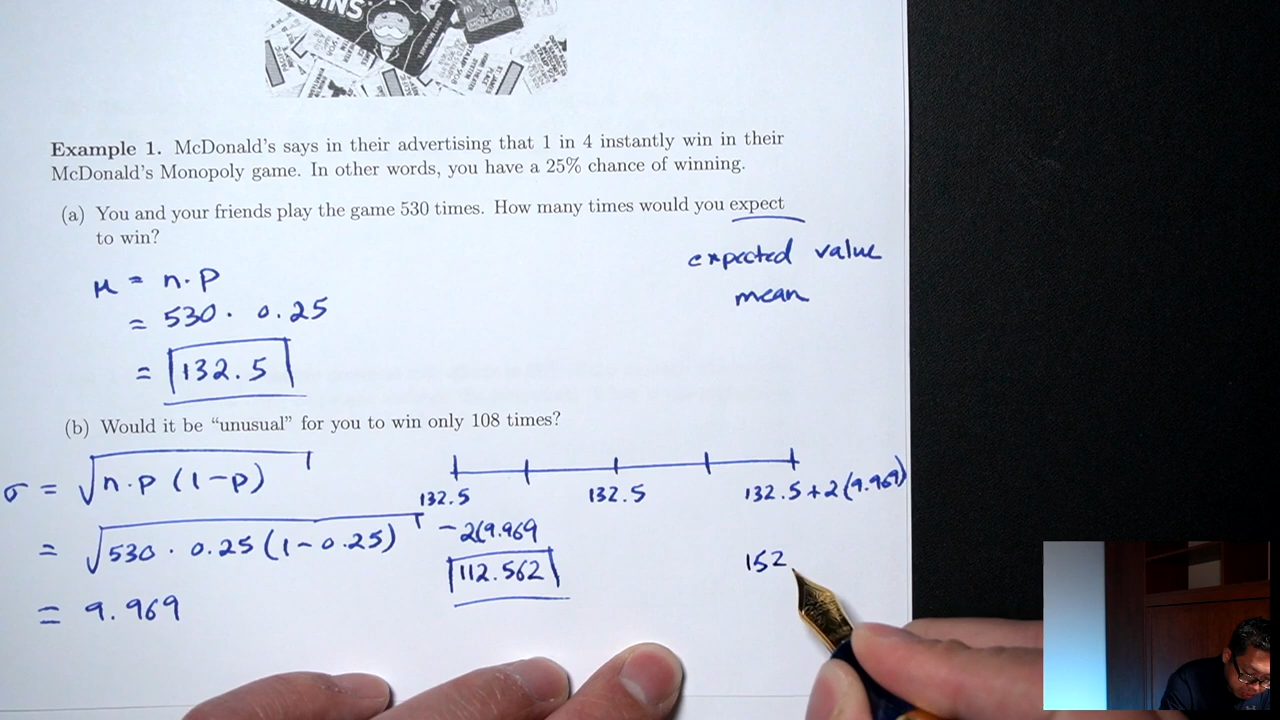 WINS
Example 1. McDonald's says in their advertising that 1 in 4 instantly win in their
McDonald's Monopoly game. In other words, you have a 25% chance of winning.
(a) You and your friends play the game 530 times. How many times would you expect
to win?
expected value
mean
μ = n·p
= 530 · 0.25
= 132.5
(b) Would it be "unusual" for you to win only 108 times?
σ = √n·p (1-p)
= √530 · 0.25 (1-0.25)
= 9.969
132.5
-2(9.969
112.562
132.5
132.5+2(9.969)
152